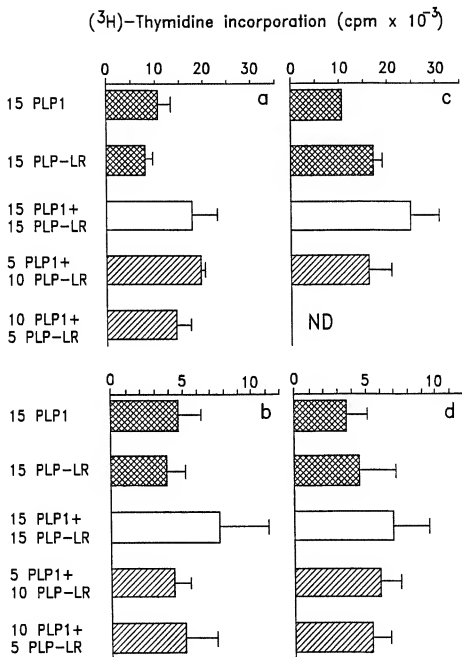 (³H)-Thymidine incorporation (cpm x 10⁻³)
0 10 20 30 0 10 20 30
a c
15 PLP1
15 PLP-LR
15 PLP1+
15 PLP-LR
5 PLP1+
10 PLP-LR
10 PLP1+
5 PLP-LR
ND
0 5 10 0 5 10
b d
15 PLP1
15 PLP-LR
15 PLP1+
15 PLP-LR
5 PLP1+
10 PLP-LR
10 PLP1+
5 PLP-LR